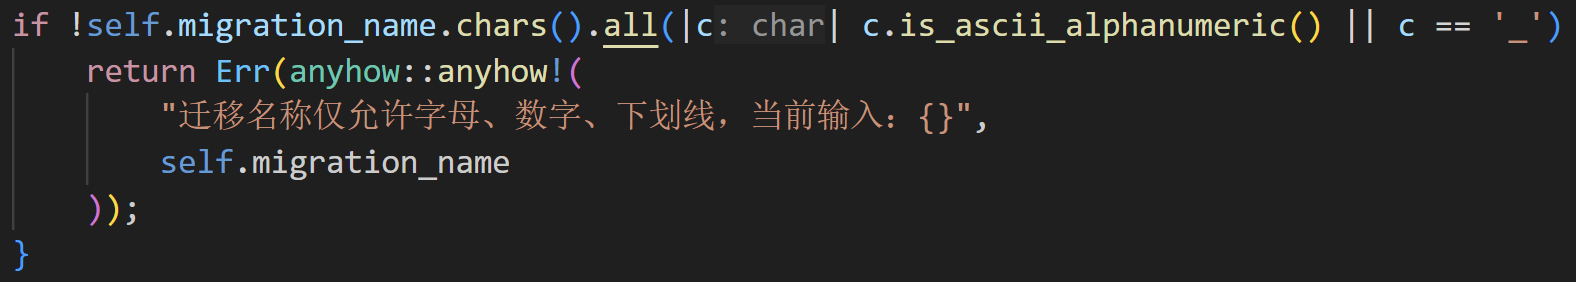 if !self.migration_name.chars().all(|c: char| c.is_ascii_alphanumeric() || c == '_')
return Err(anyhow::anyhow!(
"迁移名称仅允许字母、数字、下划线，当前输入：{}",
self.migration_name
));
}